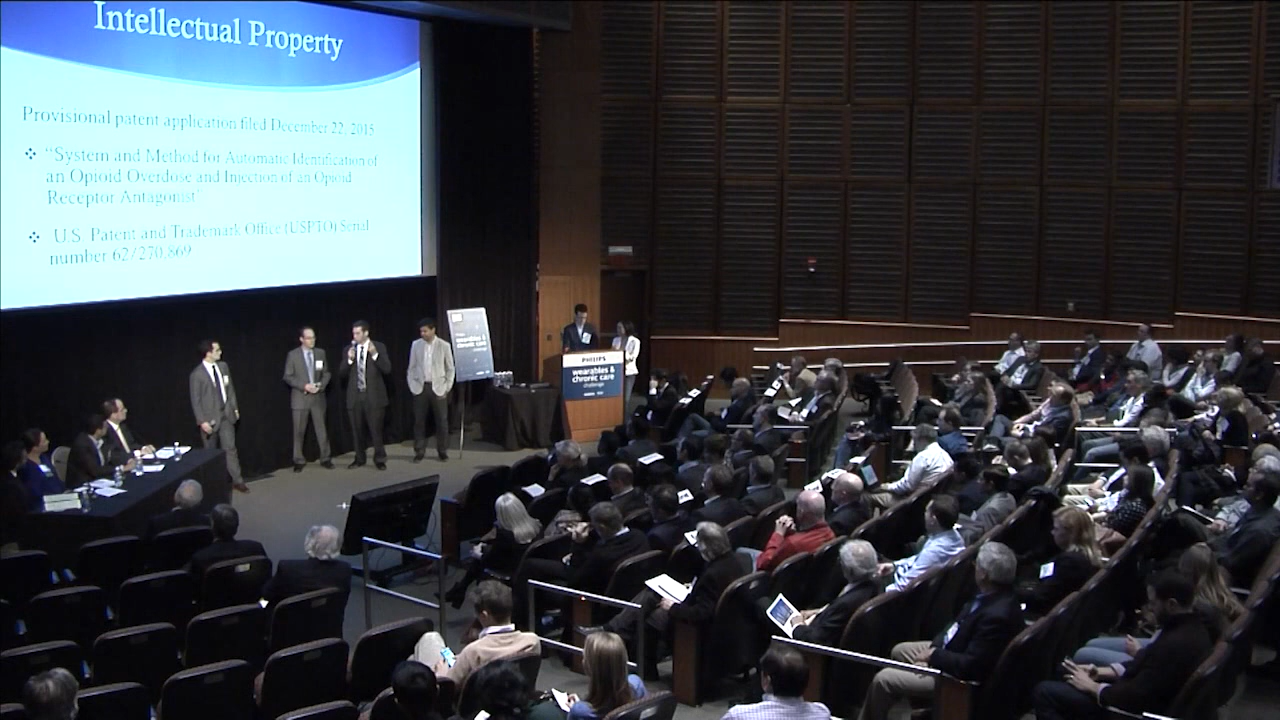 Intellectual Property
Provisional patent application filed December 22, 2015
❖ "System and Method for Automatic Identification of
an Opioid Overdose and Injection of an Opioid
Receptor Antagonist"
❖ U.S. Patent and Trademark Office (USPTO) Serial
number 62/270,869
PHILIPS
wearables &
chronic care
challenge